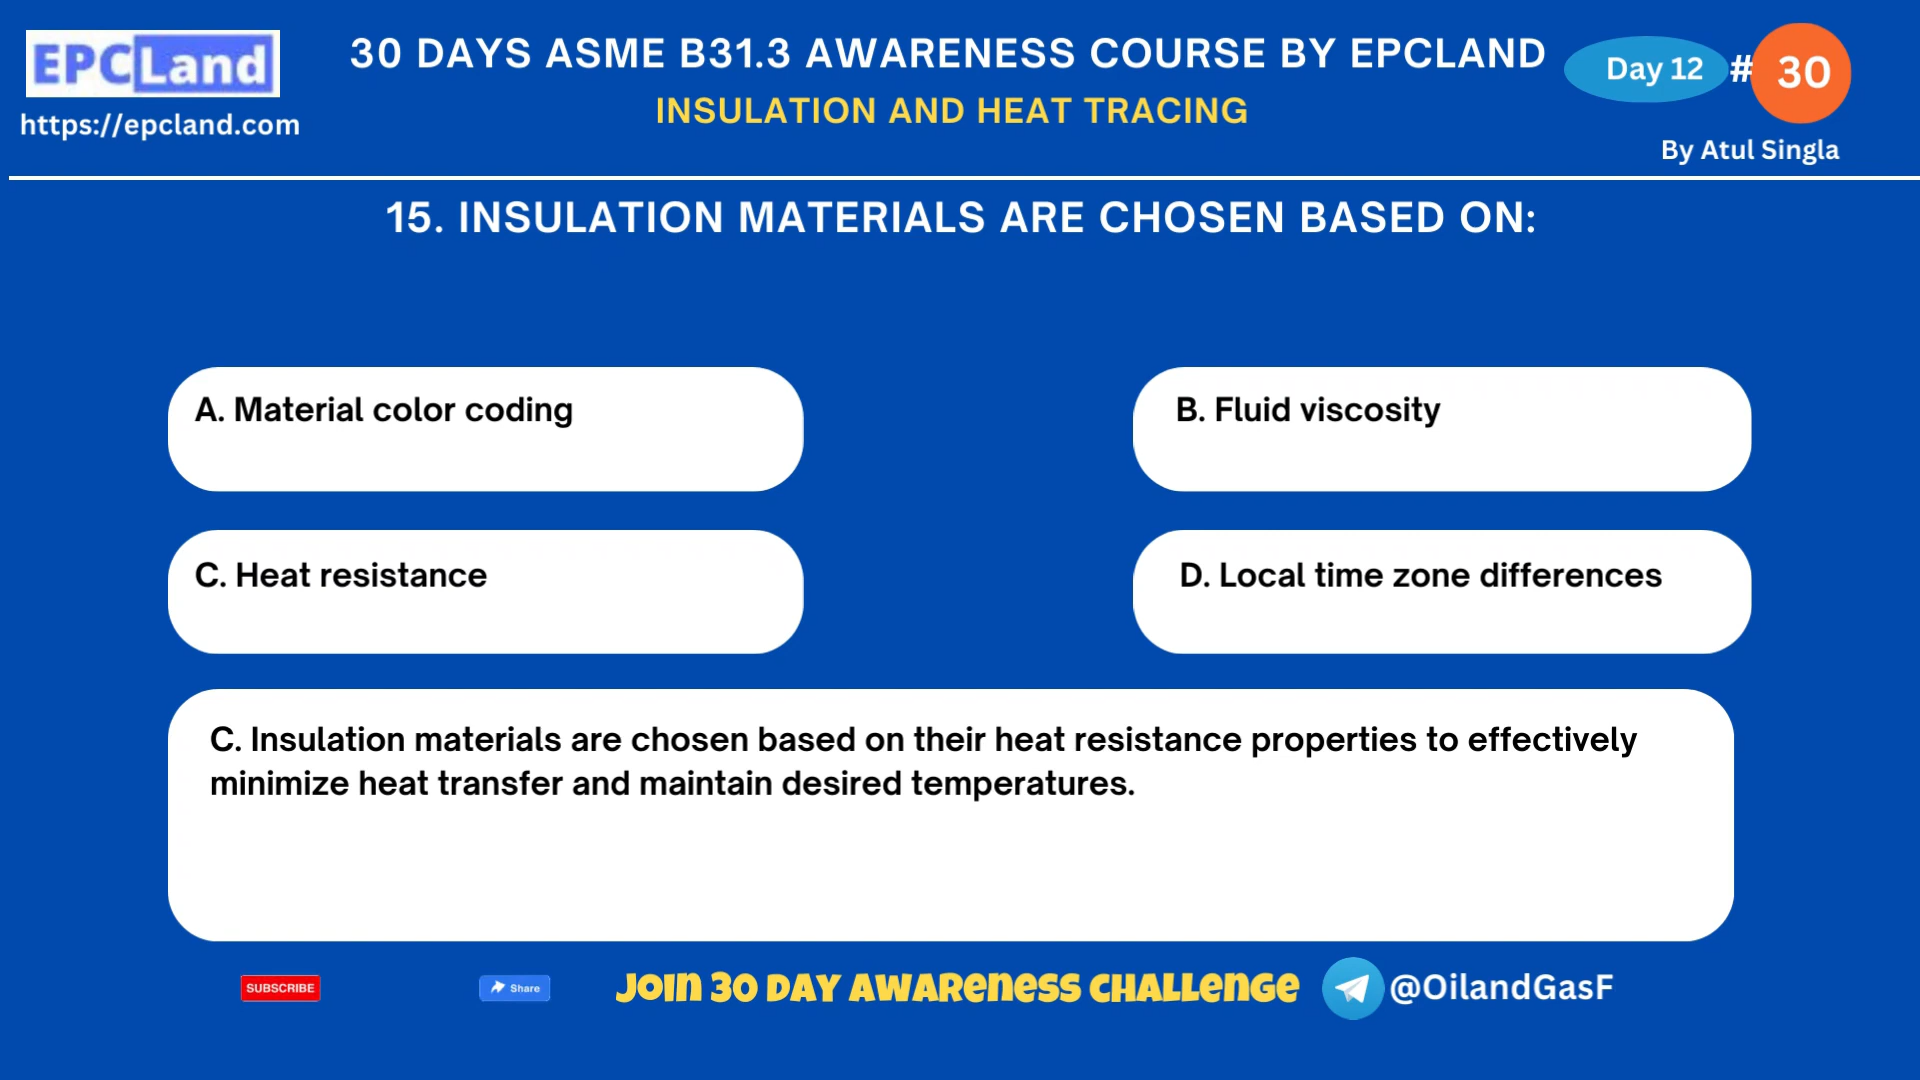 EPCLand
https://epcland.com
30 DAYS ASME B31.3 AWARENESS COURSE BY EPCLAND
INSULATION AND HEAT TRACING
Day 12 # 30
By Atul Singla
15. INSULATION MATERIALS ARE CHOSEN BASED ON:
A. Material color coding
B. Fluid viscosity
C. Heat resistance
D. Local time zone differences
C. Insulation materials are chosen based on their heat resistance properties to effectively
minimize heat transfer and maintain desired temperatures.
SUBSCRIBE
Share
Join 30 Day Awareness Challenge
@OilandGasF